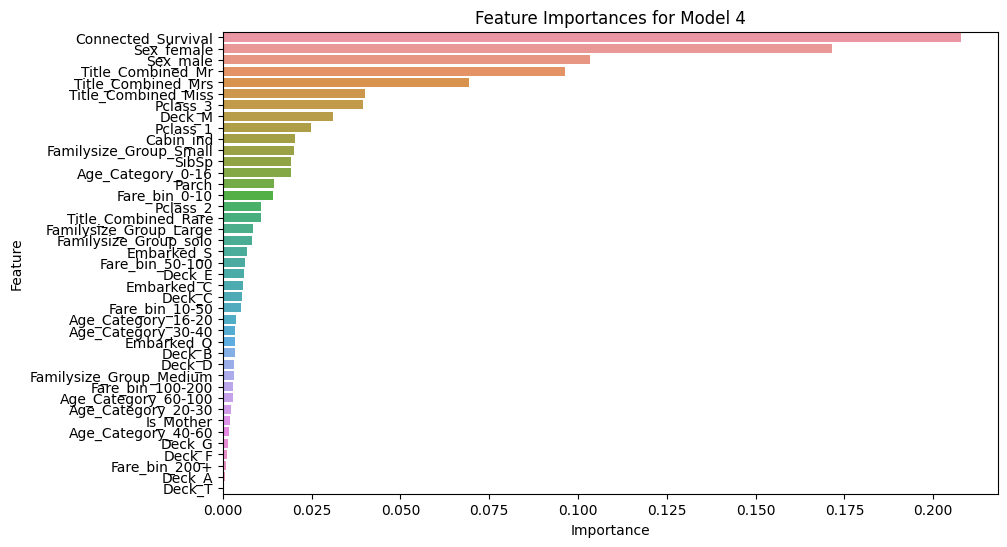 Feature Importances for Model 4
Connected_Survival
Sex_female
Sex_male
Title_Combined_Mr
Title_Combined_Mrs
Title_Combined_Miss
Pclass_3
Deck_M
Pclass_1
Cabin_ind
Familysize_Group_Small
SibSp
Age_Category_0-16
Parch
Fare_bin_0-10
Pclass_2
Title_Combined_Rare
Familysize_Group_Large
Familysize_Group_solo
Embarked_S
Fare_bin_50-100
Deck_E
Embarked_C
Deck_C
Fare_bin_10-50
Age_Category_16-20
Age_Category_30-40
Embarked_Q
Deck_B
Deck_D
Familysize_Group_Medium
Fare_bin_100-200
Age_Category_60-100
Age_Category_20-30
Is_Mother
Age_Category_40-60
Deck_G
Deck_F
Fare_bin_200+
Deck_A
Deck_T
Feature
0.000 0.025 0.050 0.075 0.100 0.125 0.150 0.175 0.200
Importance